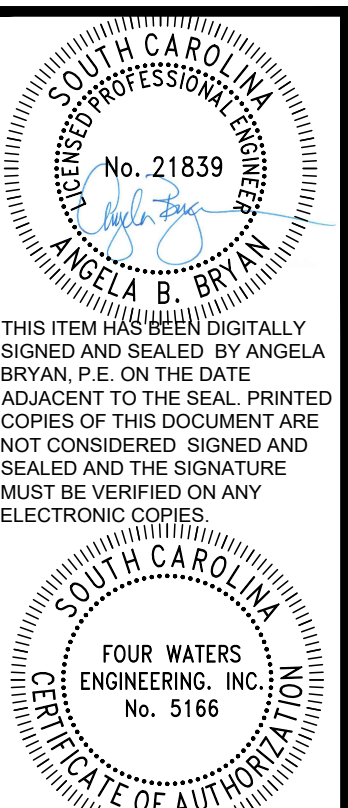 SOUTH CAROLINA
LICENSED PROFESSIONAL ENGINEER
No. 21839
Angela Bryan
ANGELA B. BRYAN
THIS ITEM HAS BEEN DIGITALLY
SIGNED AND SEALED BY ANGELA
BRYAN, P.E. ON THE DATE
ADJACENT TO THE SEAL. PRINTED
COPIES OF THIS DOCUMENT ARE
NOT CONSIDERED SIGNED AND
SEALED AND THE SIGNATURE
MUST BE VERIFIED ON ANY
ELECTRONIC COPIES.
SOUTH CAROLINA
FOUR WATERS
ENGINEERING. INC.
No. 5166
CERTIFICATE OF AUTHORIZATION